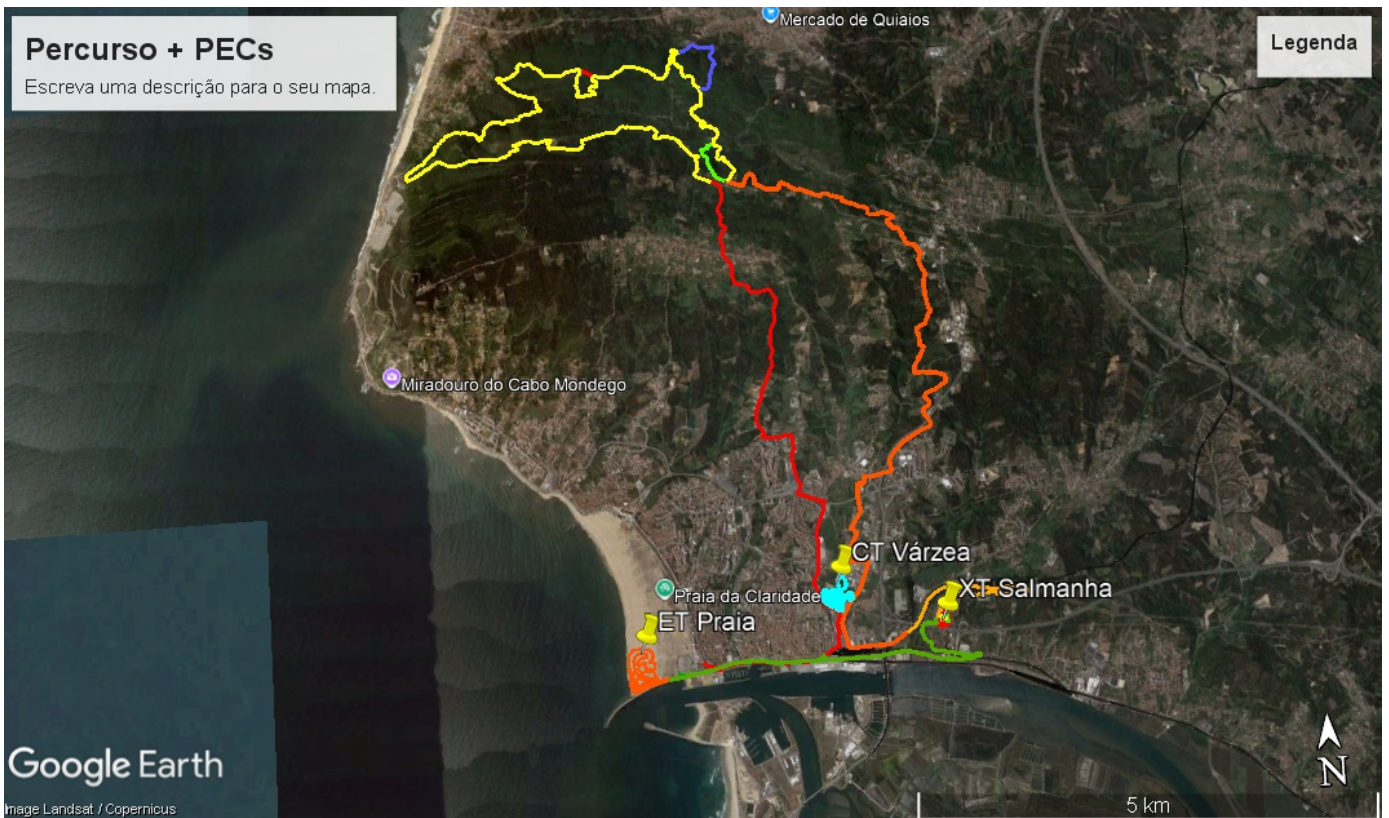 Percurso + PECs
Escreva uma descrição para o seu mapa.
Mercado de Quiaios
Legenda
Miradouro do Cabo Mondego
CT Várzea
XT Salmanha
Praia da Claridade
ET Praia
Google Earth
Image Landsat / Copernicus
N
5 km